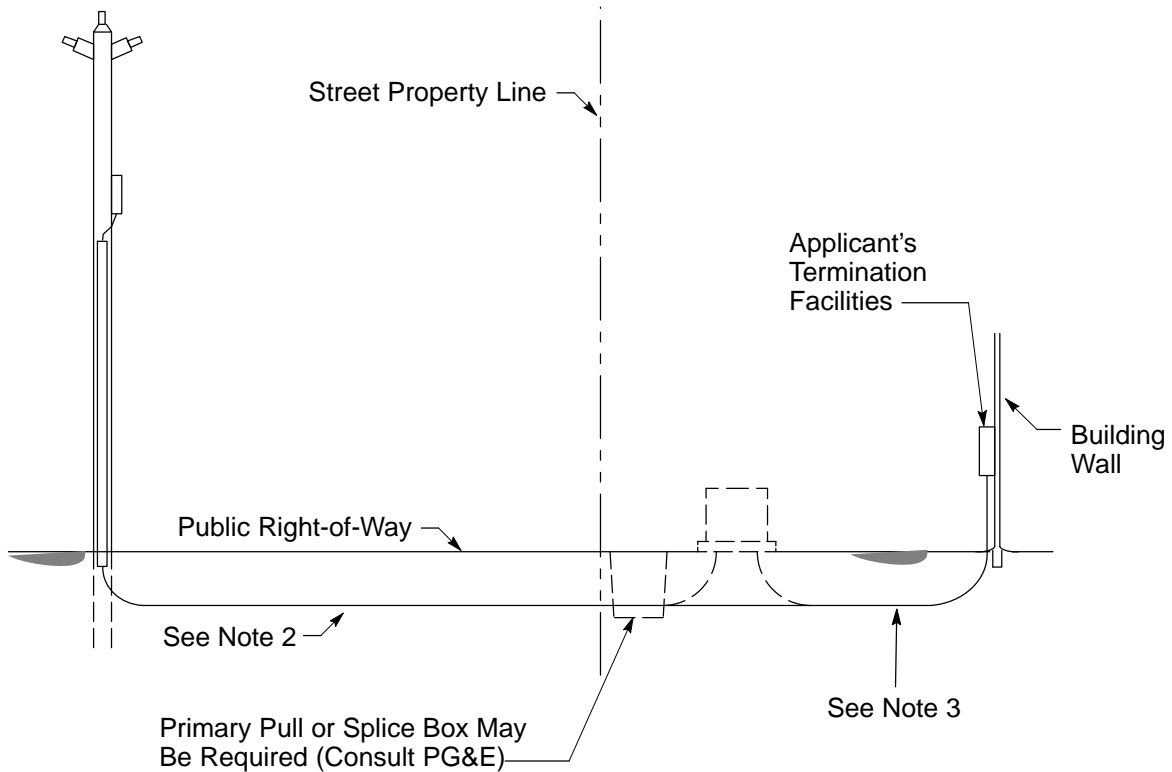 Street Property Line
Applicant's
Termination
Facilities
Building
Wall
Public Right-of-Way
See Note 2
See Note 3
Primary Pull or Splice Box May
Be Required (Consult PG&E)